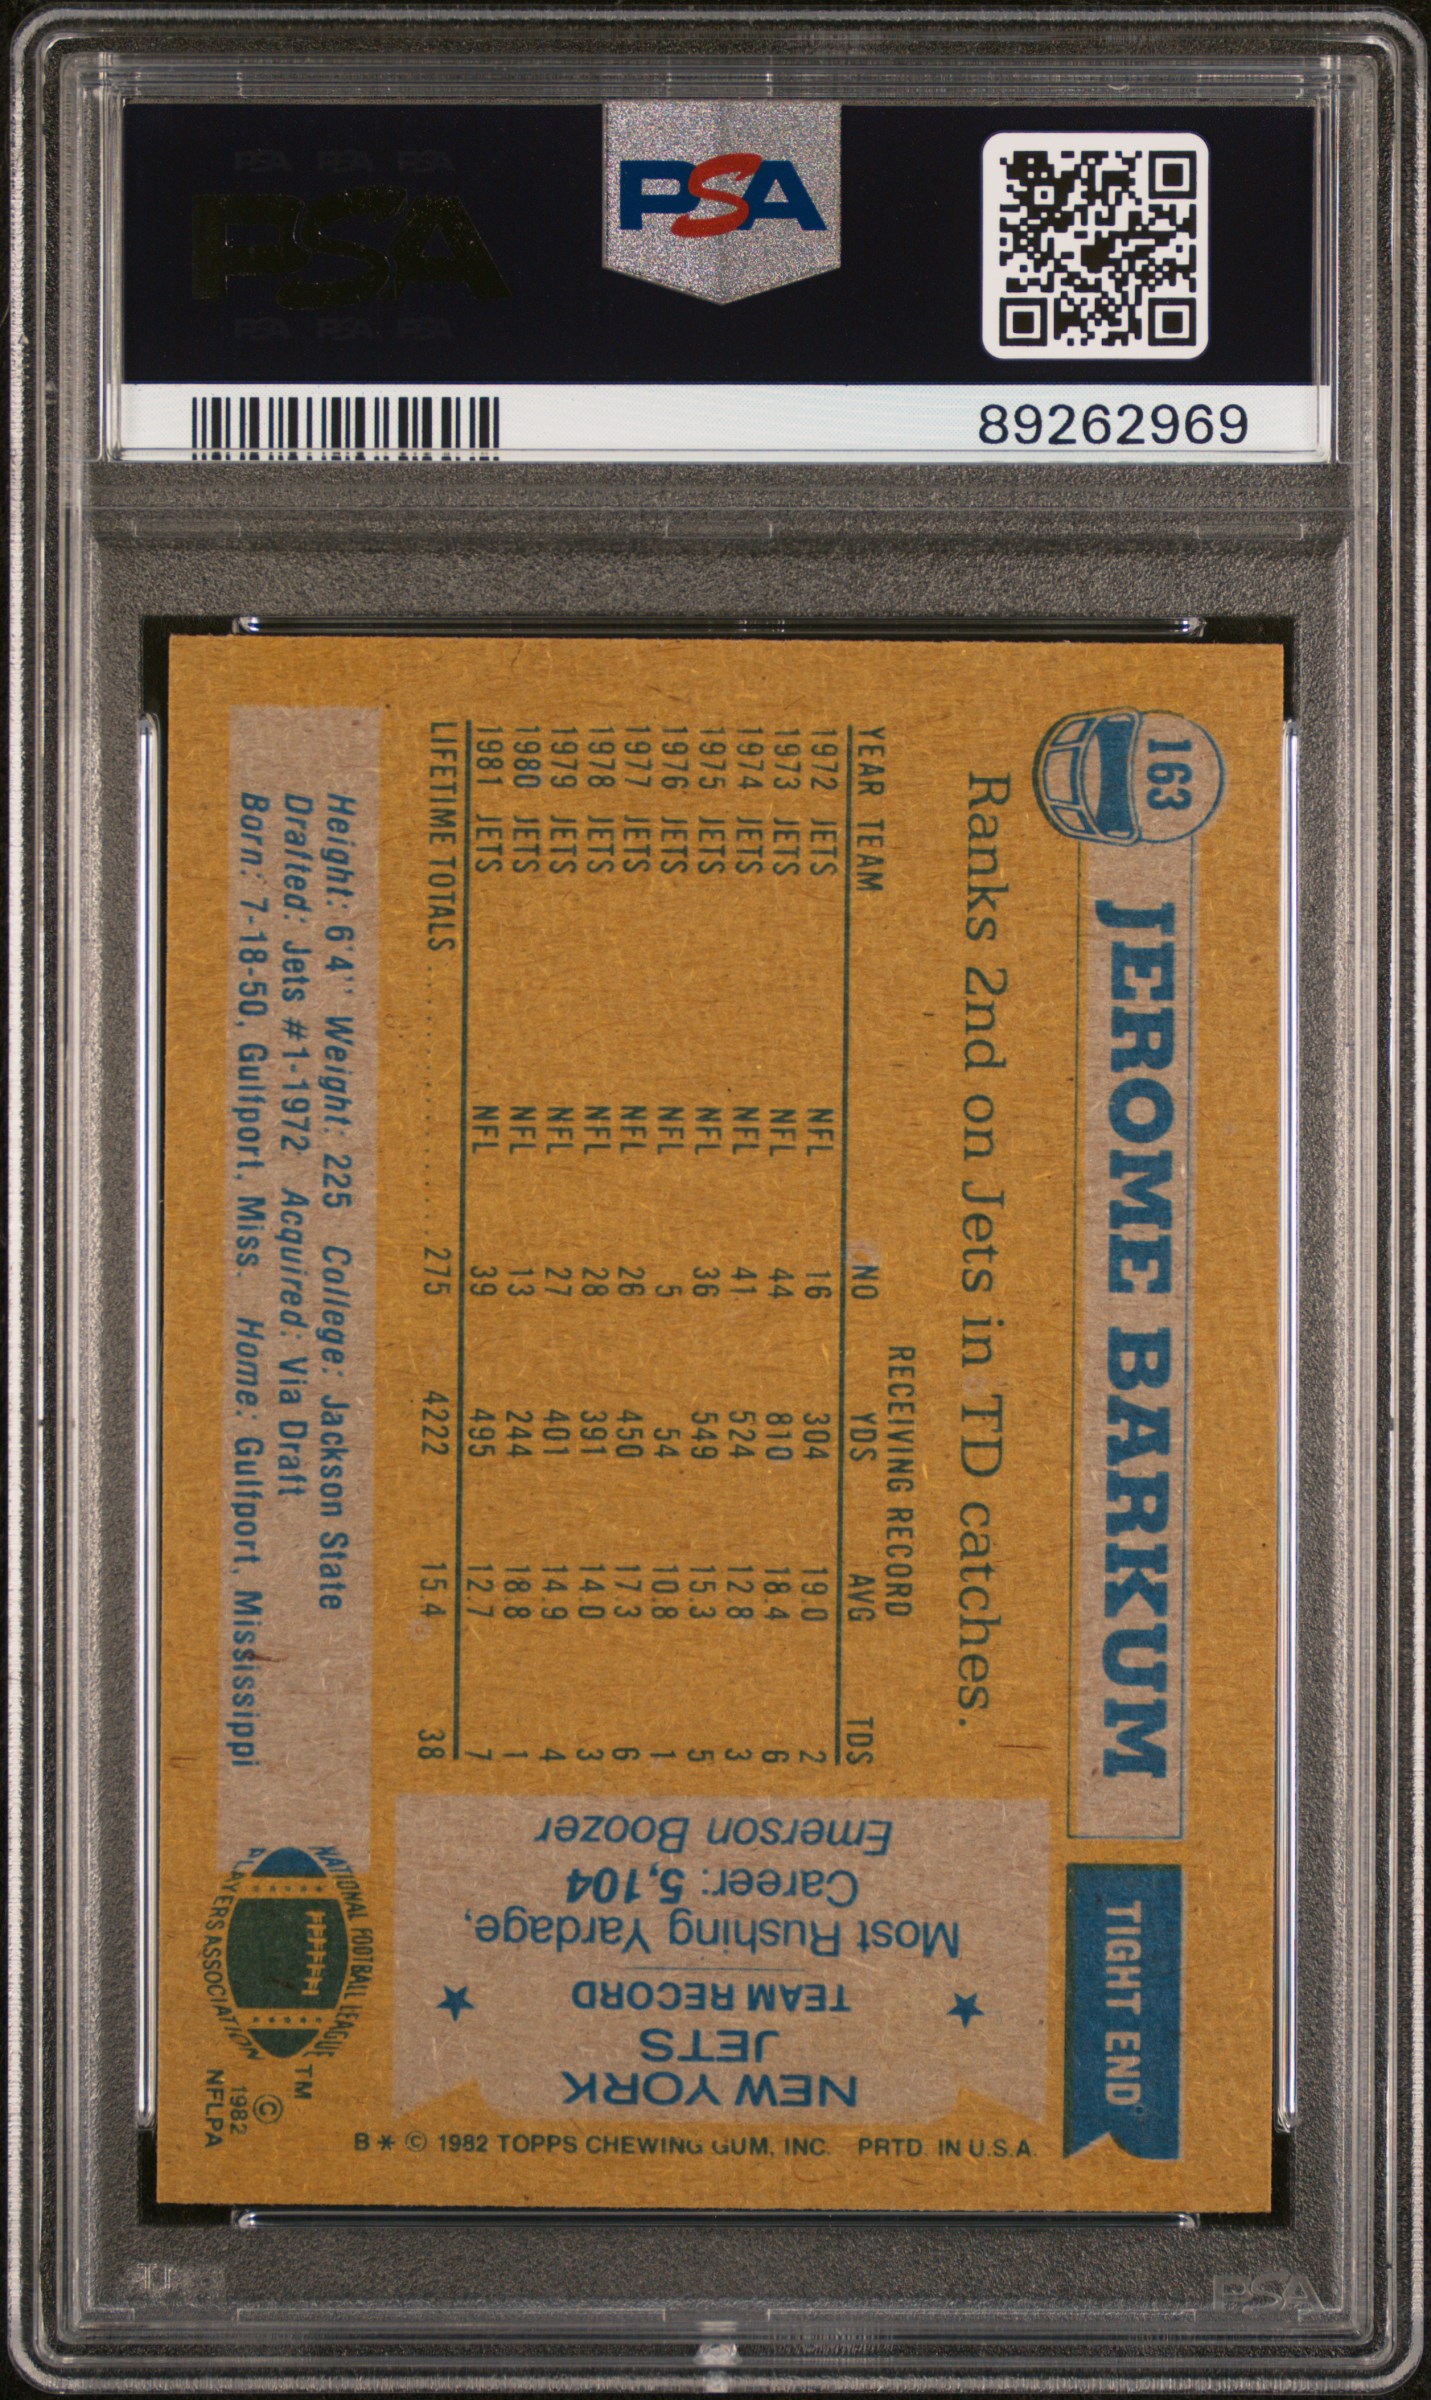 PSA PSA PSA
PSA
PSA PSA PSA
PSA
89262969
163
JEROME BARKUM
TIGHT END
Ranks 2nd on Jets in TD catches.
RECEIVING RECORD
YEAR TEAM NO YDS AVG TDS
1972 JETS NFL 16 304 19.0 2
1973 JETS NFL 44 810 18.4 6
1974 JETS NFL 41 524 12.8 3
1975 JETS NFL 36 549 15.3 5
1976 JETS NFL 5 54 10.8 1
1977 JETS NFL 26 450 17.3 6
1978 JETS NFL 28 391 14.0 3
1979 JETS NFL 27 401 14.9 4
1980 JETS NFL 13 244 18.8 1
1981 JETS NFL 39 495 12.7 7
LIFETIME TOTALS 275 4222 15.4 38
Height: 6'4'' Weight: 225 College: Jackson State
Drafted: Jets #1-1972 Acquired: Via Draft
Born: 7-18-50, Gulfport, Miss. Home: Gulfport, Mississippi
NEW YORK
JETS
TEAM RECORD
Most Rushing Yardage,
Career: 5,104
Emerson Boozer
NATIONAL FOOTBALL LEAGUE
PLAYERS ASSOCIATION
TM
©
1982
NFLPA
B * © 1982 TOPPS CHEWING GUM, INC. PRTD. IN U.S.A.
PSA